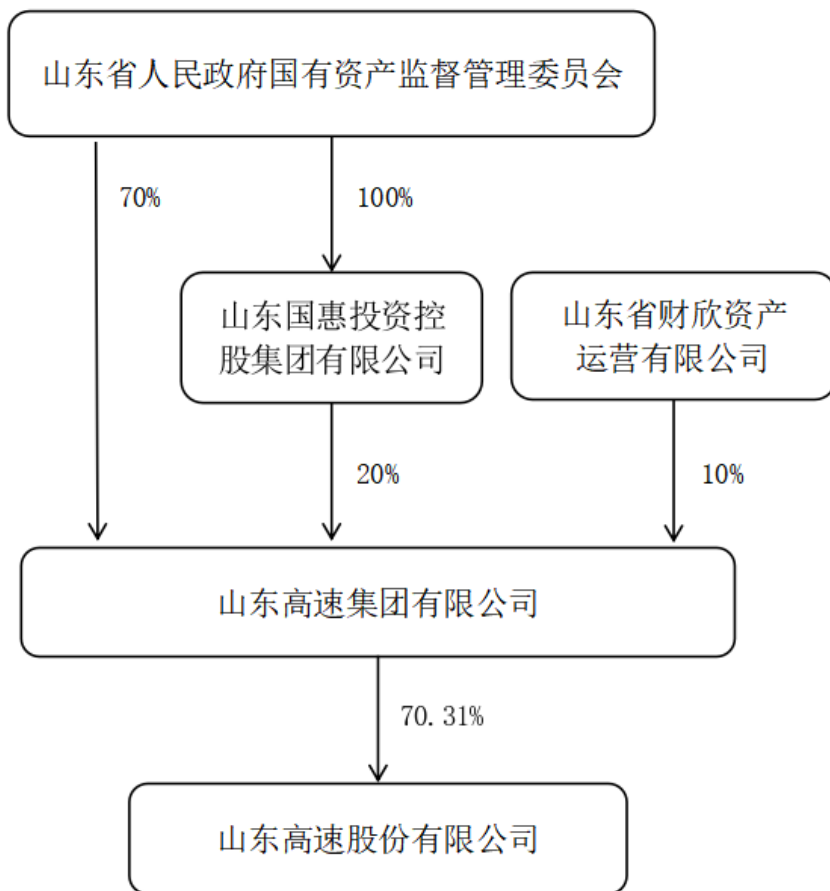 山东省人民政府国有资产监督管理委员会
70%
100%
山东国惠投资控
股集团有限公司
山东省财欣资产
运营有限公司
20%
10%
山东高速集团有限公司
70.31%
山东高速股份有限公司